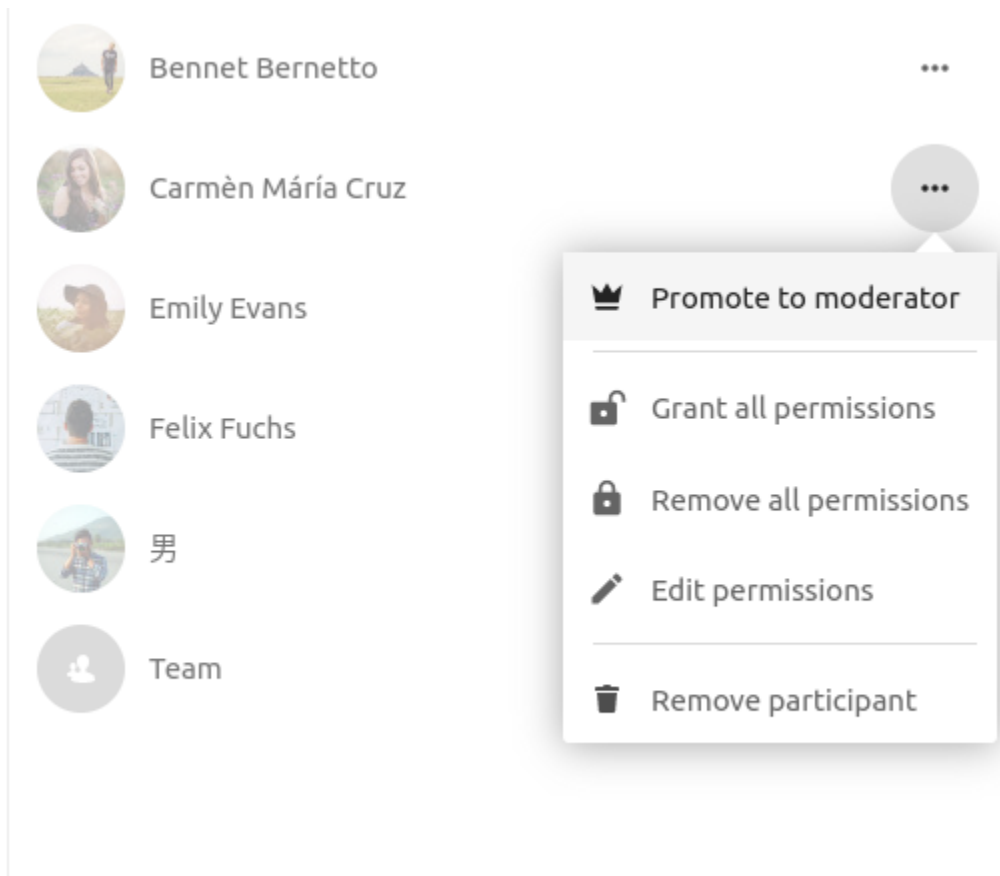 Bennet Bernetto
Carmèn Máría Cruz
Promote to moderator
Emily Evans
Grant all permissions
Felix Fuchs
Remove all permissions
男
Edit permissions
Team
Remove participant